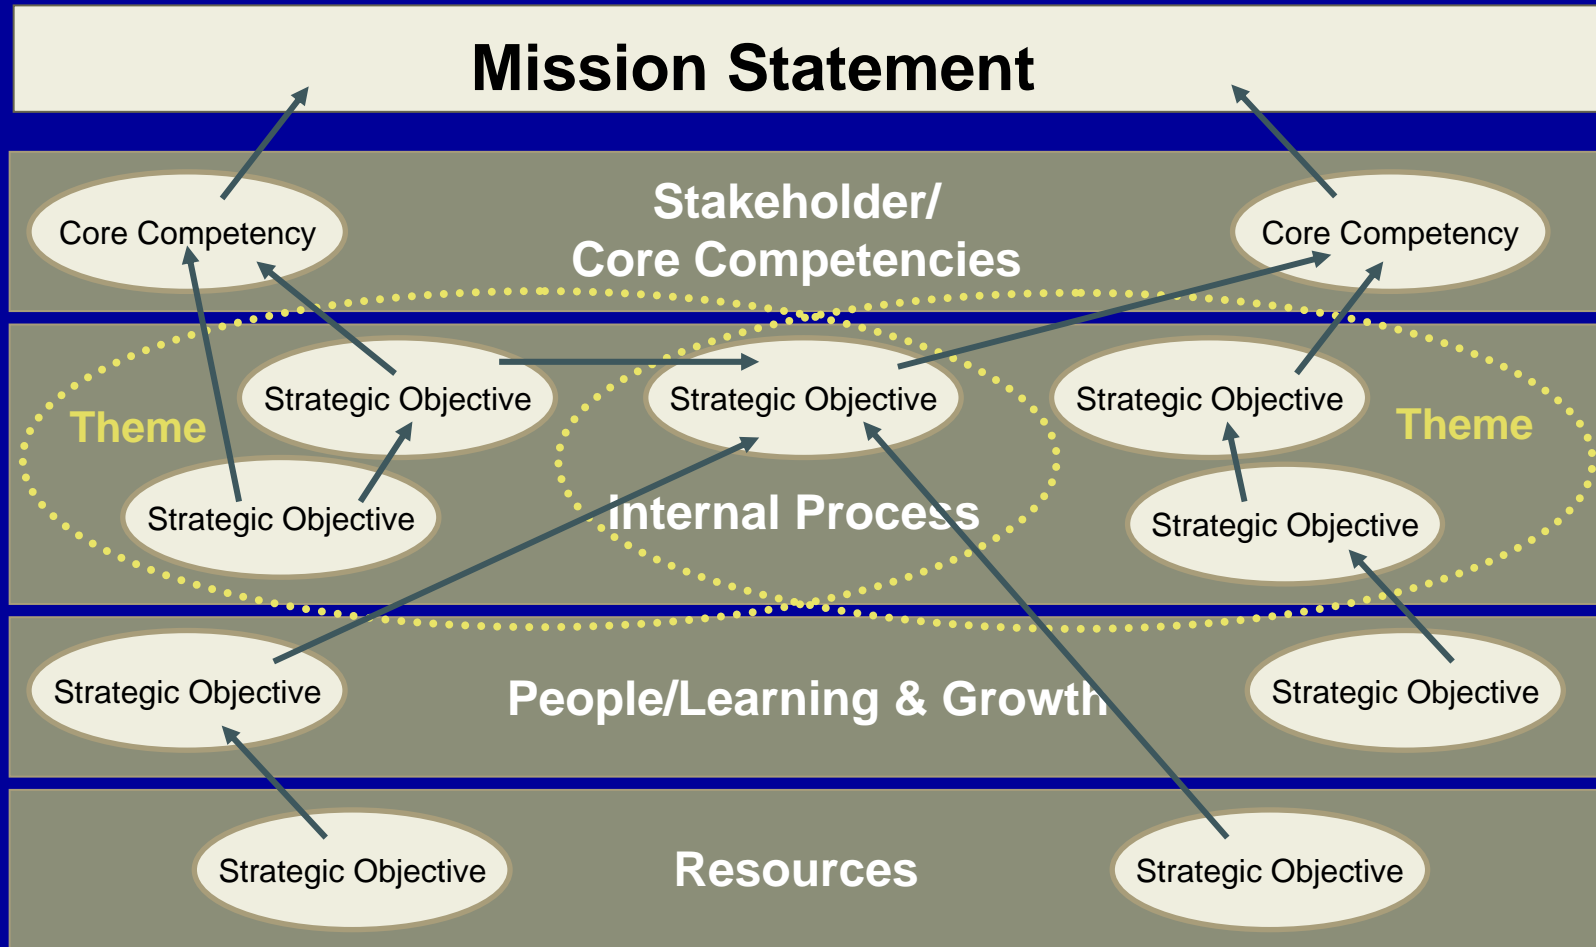 Mission Statement
Stakeholder/
Core Competencies
Core Competency
Core Competency
Strategic Objective
Strategic Objective
Strategic Objective
Theme
Theme
Strategic Objective
Internal Process
Strategic Objective
Strategic Objective
People/Learning & Growth
Strategic Objective
Strategic Objective
Resources
Strategic Objective